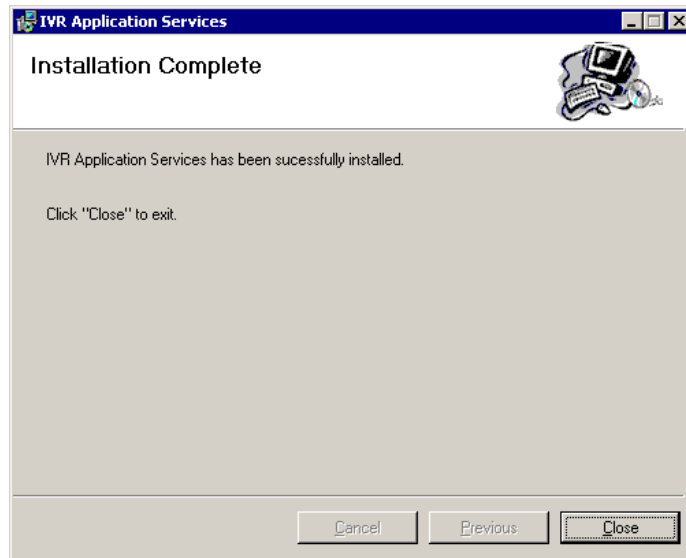 IVR Application Services
Installation Complete
IVR Application Services has been sucessfully installed.
Click "Close" to exit.
Cancel Previous Close